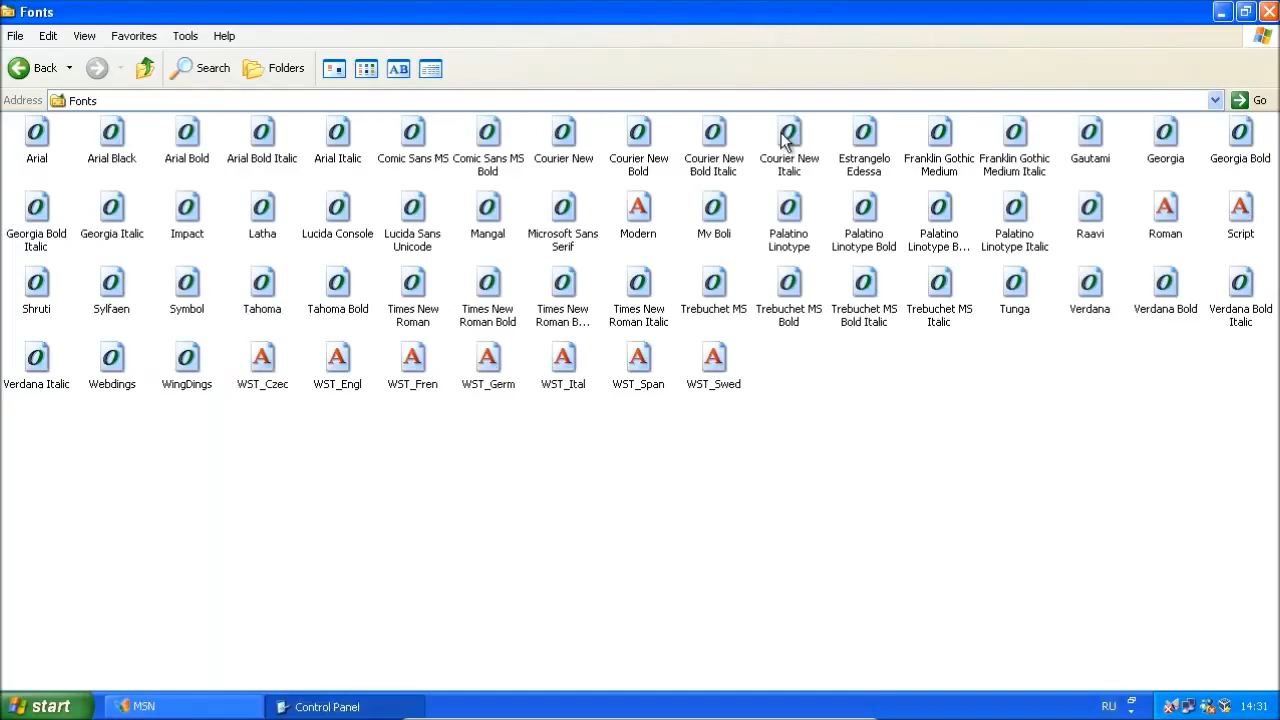 Fonts
File Edit View Favorites Tools Help
Back Search Folders AB
Address Fonts Go
Arial Arial Black Arial Bold Arial Bold Italic Arial Italic Comic Sans MS Comic Sans MS Bold Courier New Courier New Bold Courier New Bold Italic Courier New Italic Estrangelo Edessa Franklin Gothic Medium Franklin Gothic Medium Italic Gautami Georgia Georgia Bold
Georgia Bold Italic Georgia Italic Impact Latha Lucida Console Lucida Sans Unicode Mangal Microsoft Sans Serif Modern Mv Boli Palatino Linotype Palatino Linotype Bold Palatino Linotype B... Palatino Linotype Italic Raavi Roman Script
Shruti Sylfaen Symbol Tahoma Tahoma Bold Times New Roman Times New Roman Bold Times New Roman B... Times New Roman Italic Trebuchet MS Trebuchet MS Bold Trebuchet MS Bold Italic Trebuchet MS Italic Tunga Verdana Verdana Bold Verdana Bold Italic
Verdana Italic Webdings WingDings WST_Czec WST_Engl WST_Fren WST_Germ WST_Ital WST_Span WST_Swed
start MSN Control Panel RU 14:31